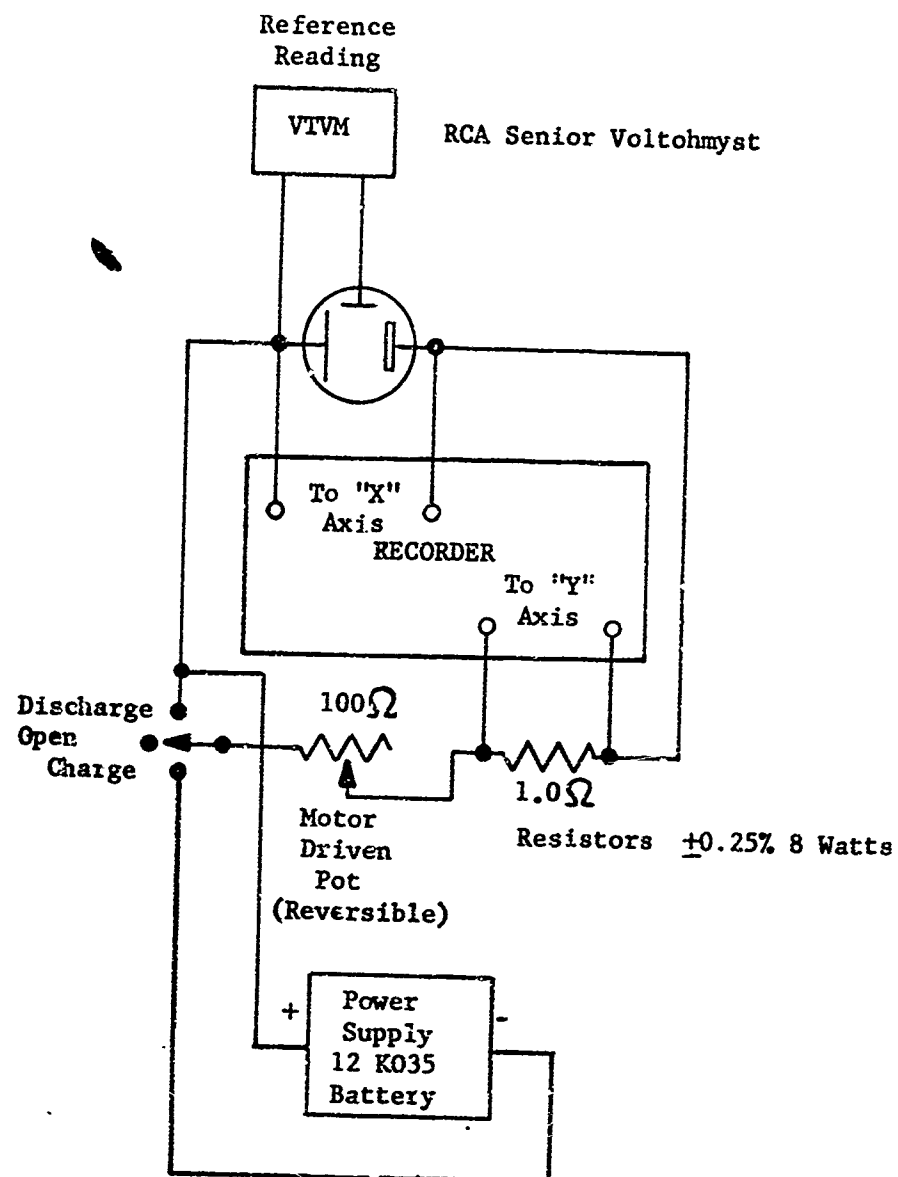 Reference
Reading
VTVM
RCA Senior Voltohmyst
To "X"
Axis
RECORDER
To "Y"
Axis
Discharge
Open
Charge
100Ω
1.0Ω
Motor
Driven
Pot
(Reversible)
Resistors ±0.25% 8 Watts
+
-
Power
Supply
12 KO35
Battery